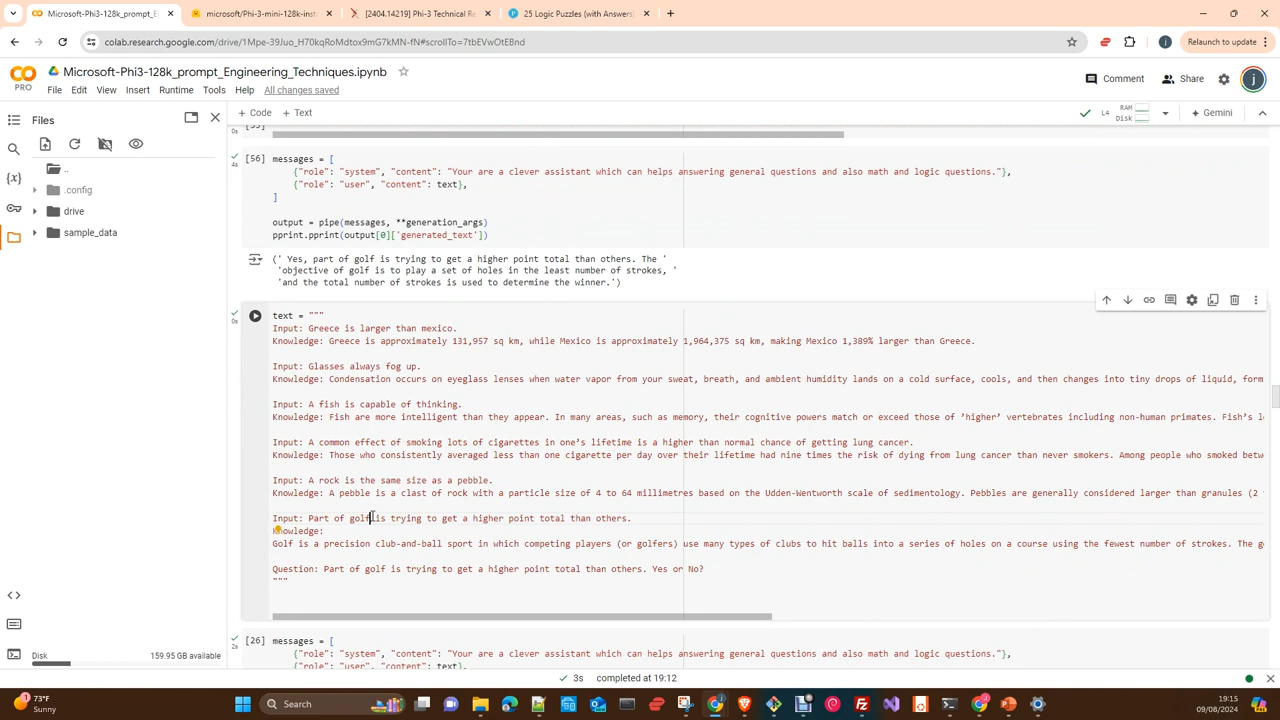 Microsoft-Phi-3-128k_prompt_E
microsoft/Phi-3-mini-128k-inst
[2404.14219] Phi-3 Technical Re
25 Logic Puzzles (with Answers)
colab.research.google.com/drive/1Mpe-39Juo_H70kqRoMdtox9mG7kMN-fN#scrollTo=7tbEVwOtE8nd
Relaunch to update
Microsoft-Phi3-128k_prompt_Engineering_Techniques.ipynb
Comment
Share
PRO
File Edit View Insert Runtime Tools Help All changes saved
Files
+ Code + Text
L4 RAM Disk
Gemini
..
.config
drive
sample_data
[55]
0s
[56] messages = [
4s
{"role": "system", "content": "Your are a clever assistant which can helps answering general questions and also math and logic questions."},
{"role": "user", "content": text},
]
output = pipe(messages, **generation_args)
pprint.pprint(output[0]['generated_text'])
(' Yes, part of golf is trying to get a higher point total than others. The '
'objective of golf is to play a set of holes in the least number of strokes, '
'and the total number of strokes is used to determine the winner.')
0s
text = """
Input: Greece is larger than mexico.
Knowledge: Greece is approximately 131,957 sq km, while Mexico is approximately 1,964,375 sq km, making Mexico 1,389% larger than Greece.
Input: Glasses always fog up.
Knowledge: Condensation occurs on eyeglass lenses when water vapor from your sweat, breath, and ambient humidity lands on a cold surface, cools, and then changes into tiny drops of liquid, form
Input: A fish is capable of thinking.
Knowledge: Fish are more intelligent than they appear. In many areas, such as memory, their cognitive powers match or exceed those of ’higher’ vertebrates including non-human primates. Fish’s l
Input: A common effect of smoking lots of cigarettes in one’s lifetime is a higher than normal chance of getting lung cancer.
Knowledge: Those who consistently averaged less than one cigarette per day over their lifetime had nine times the risk of dying from lung cancer than never smokers. Among people who smoked betw
Input: A rock is the same size as a pebble.
Knowledge: A pebble is a clast of rock with a particle size of 4 to 64 millimetres based on the Udden-Wentworth scale of sedimentology. Pebbles are generally considered larger than granules (2
Input: Part of golf is trying to get a higher point total than others.
Knowledge:
Golf is a precision club-and-ball sport in which competing players (or golfers) use many types of clubs to hit balls into a series of holes on a course using the fewest number of strokes. The go
Question: Part of golf is trying to get a higher point total than others. Yes or No?
"""
[26] messages = [
2s
{"role": "system", "content": "Your are a clever assistant which can helps answering general questions and also math and logic questions."},
{"role": "user", "content": text},
Disk
159.95 GB available
3s completed at 19:12
73°F
Sunny
Search
19:15
09/08/2024